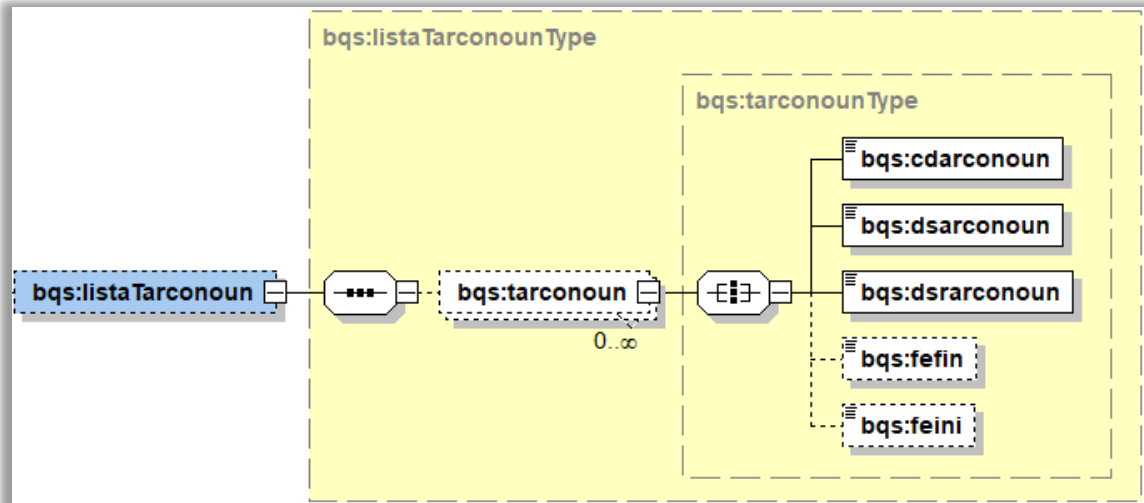 bqs:listaTarconounType
bqs:tarconounType
bqs:cdarconoun
bqs:dsarconoun
bqs:listaTarconoun
bqs:tarconoun
bqs:dsrarconoun
0..∞
bqs:fefin
bqs:feini